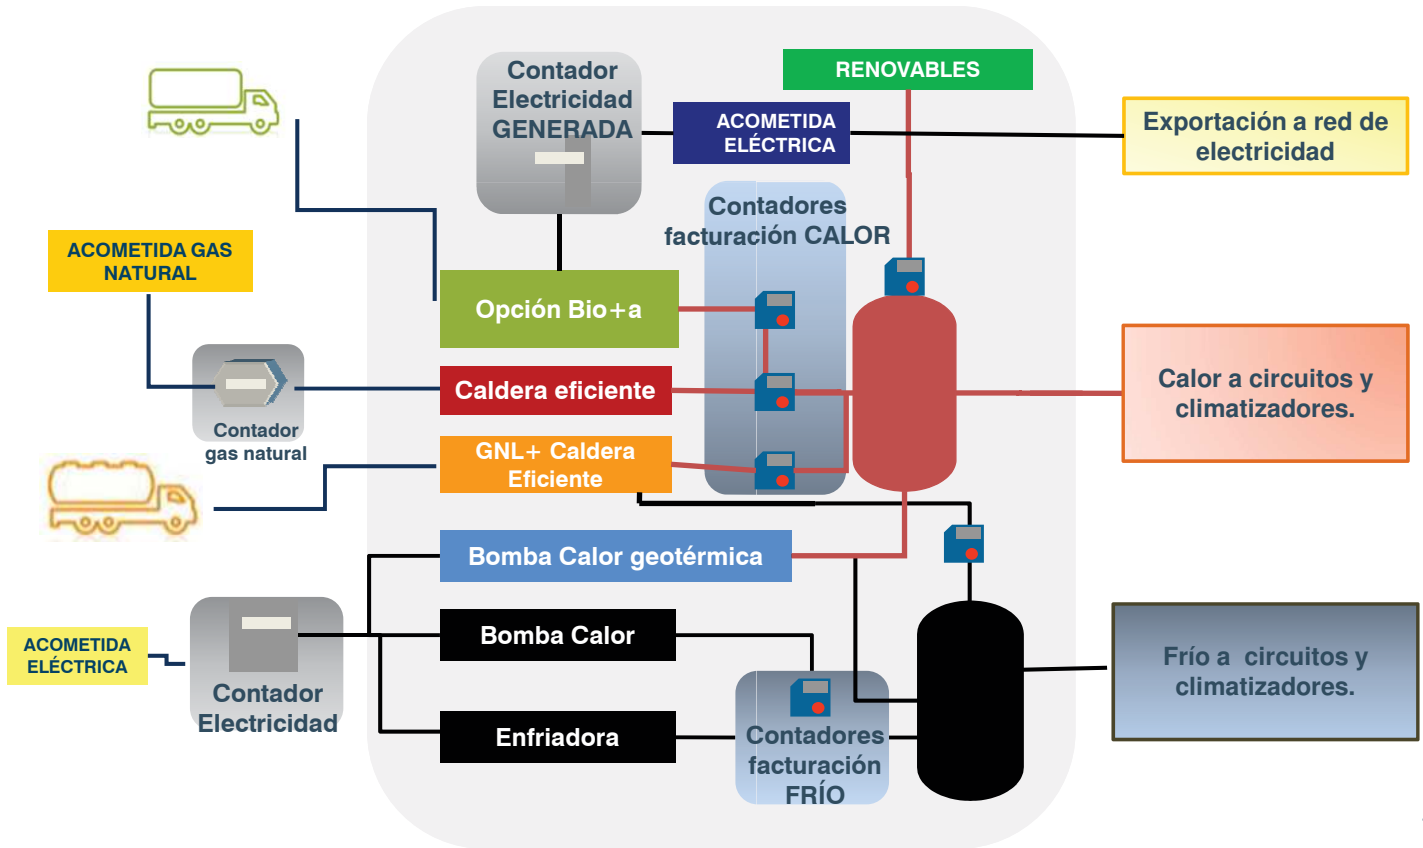 Contador
Electricidad
GENERADA
RENOVABLES
ACOMETIDA
ELÉCTRICA
Exportación a red de
electricidad
Contadores
facturación CALOR
ACOMETIDA GAS
NATURAL
Opción Bio+a
Caldera eficiente
Calor a circuitos y
climatizadores.
Contador
gas natural
GNL+ Caldera
Eficiente
Bomba Calor geotérmica
Bomba Calor
ACOMETIDA
ELÉCTRICA
Contador
Electricidad
Frío a circuitos y
climatizadores.
Enfriadora
Contadores
facturación
FRÍO